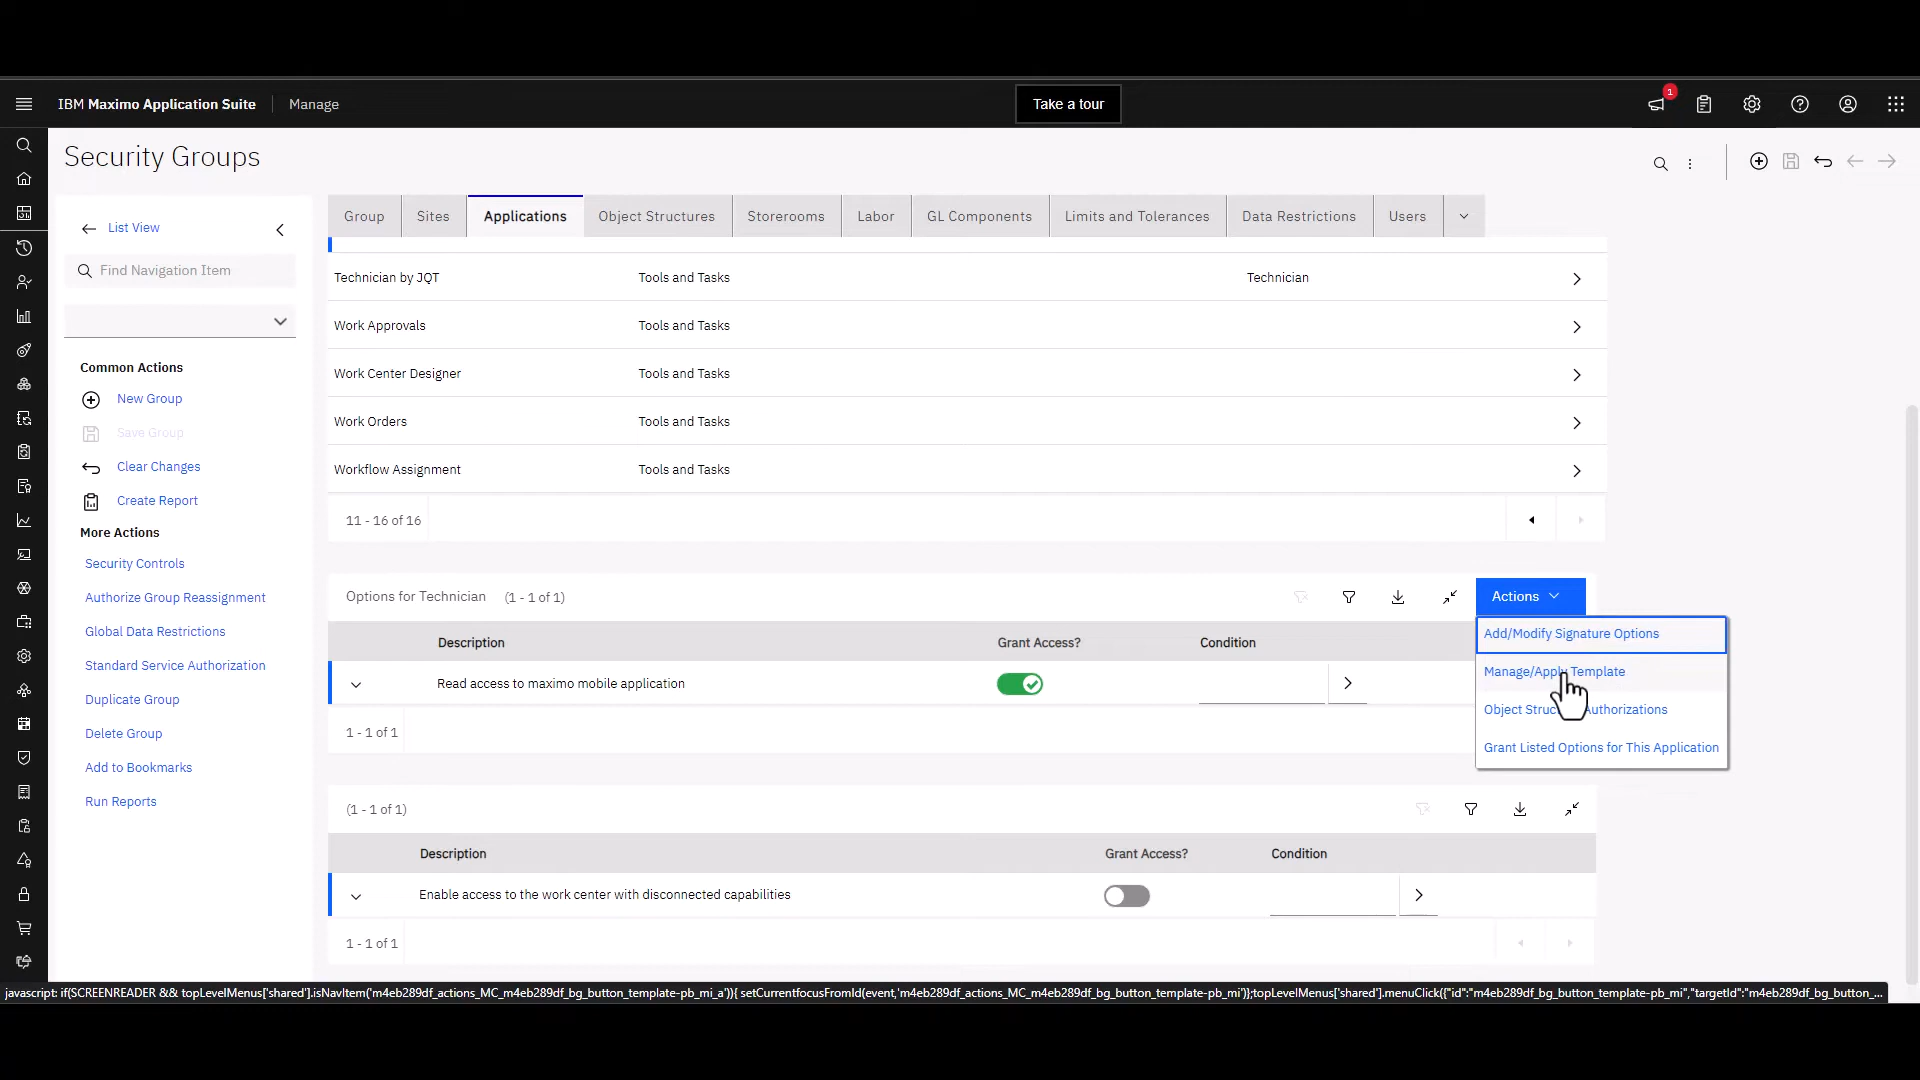 IBM Maximo Application Suite
Manage
Take a tour
1
Security Groups
List View
Find Navigation Item
Common Actions
New Group
Save Group
Clear Changes
Create Report
More Actions
Security Controls
Authorize Group Reassignment
Global Data Restrictions
Standard Service Authorization
Duplicate Group
Delete Group
Add to Bookmarks
Run Reports
Group Sites Applications Object Structures Storerooms Labor GL Components Limits and Tolerances Data Restrictions Users
Technician by JQT Tools and Tasks Technician
Work Approvals Tools and Tasks
Work Center Designer Tools and Tasks
Work Orders Tools and Tasks
Workflow Assignment Tools and Tasks
11 - 16 of 16
Options for Technician (1 - 1 of 1)
Actions
Add/Modify Signature Options
Manage/Apply Template
Object Struc Authorizations
Grant Listed Options for This Application
Description Grant Access? Condition
Read access to maximo mobile application
1 - 1 of 1
(1 - 1 of 1)
Description Grant Access? Condition
Enable access to the work center with disconnected capabilities
1 - 1 of 1
javascript: if(SCREENREADER && topLevelMenus['shared'].isNavItem('m4eb289df_actions_MC_m4eb289df_bg_button_template-pb_mi_a')){ setCurrentfocusFromId(event,'m4eb289df_actions_MC_m4eb289df_bg_button_template-pb_mi');}topLevelMenus['shared'].menuClick({"id":"m4eb289df_bg_button_template-pb_mi","targetId":"m4eb289df_bg_button_...